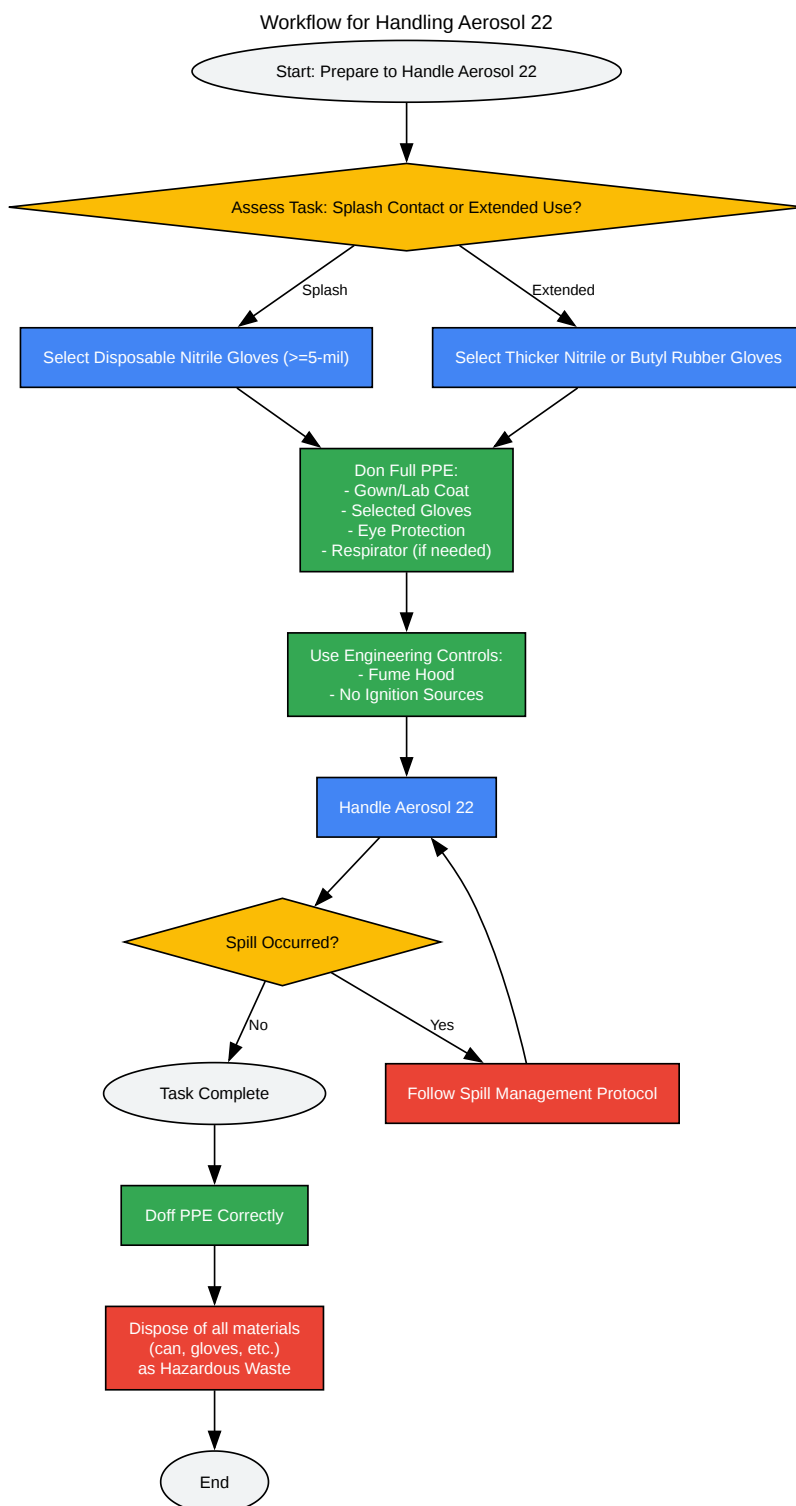 Workflow for Handling Aerosol 22
Start: Prepare to Handle Aerosol 22
Assess Task: Splash Contact or Extended Use?
Splash
Extended
Select Disposable Nitrile Gloves (>=5-mil)
Select Thicker Nitrile or Butyl Rubber Gloves
Don Full PPE:
- Gown/Lab Coat
- Selected Gloves
- Eye Protection
- Respirator (if needed)
Use Engineering Controls:
- Fume Hood
- No Ignition Sources
Handle Aerosol 22
Spill Occurred?
No
Yes
Task Complete
Follow Spill Management Protocol
Doff PPE Correctly
Dispose of all materials
(can, gloves, etc.)
as Hazardous Waste
End